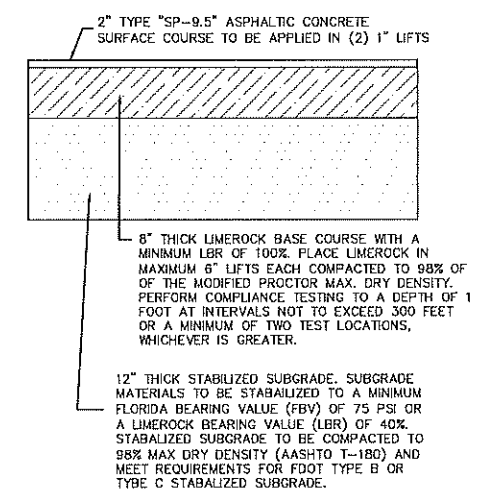 2" TYPE "SP-9.5" ASPHALTIC CONCRETE
SURFACE COURSE TO BE APPLIED IN (2) 1" LIFTS
8" THICK LIMEROCK BASE COURSE WITH A
MINIMUM LBR OF 100%. PLACE LIMEROCK IN
MAXIMUM 6" LIFTS EACH COMPACTED TO 98% OF
OF THE MODIFIED PROCTOR MAX. DRY DENSITY.
PERFORM COMPLIANCE TESTING TO A DEPTH OF 1
FOOT AT INTERVALS NOT TO EXCEED 300 FEET
OR A MINIMUM OF TWO TEST LOCATIONS,
WHICHEVER IS GREATER.
12" THICK STABILIZED SUBGRADE. SUBGRADE
MATERIALS TO BE STABAILIZED TO A MINIMUM
FLORIDA BEARING VALUE (FBV) OF 75 PSI OR
A LIMEROCK BEARING VALUE (LBR) OF 40%.
STABALIZED SUBGRADE TO BE COMPACTED TO
98% MAX DRY DENSITY (AASHTO T-180) AND
MEET REQUIREMENTS FOR FDOT TYPE B OR
TYBE C STABALIZED SUBGRADE.